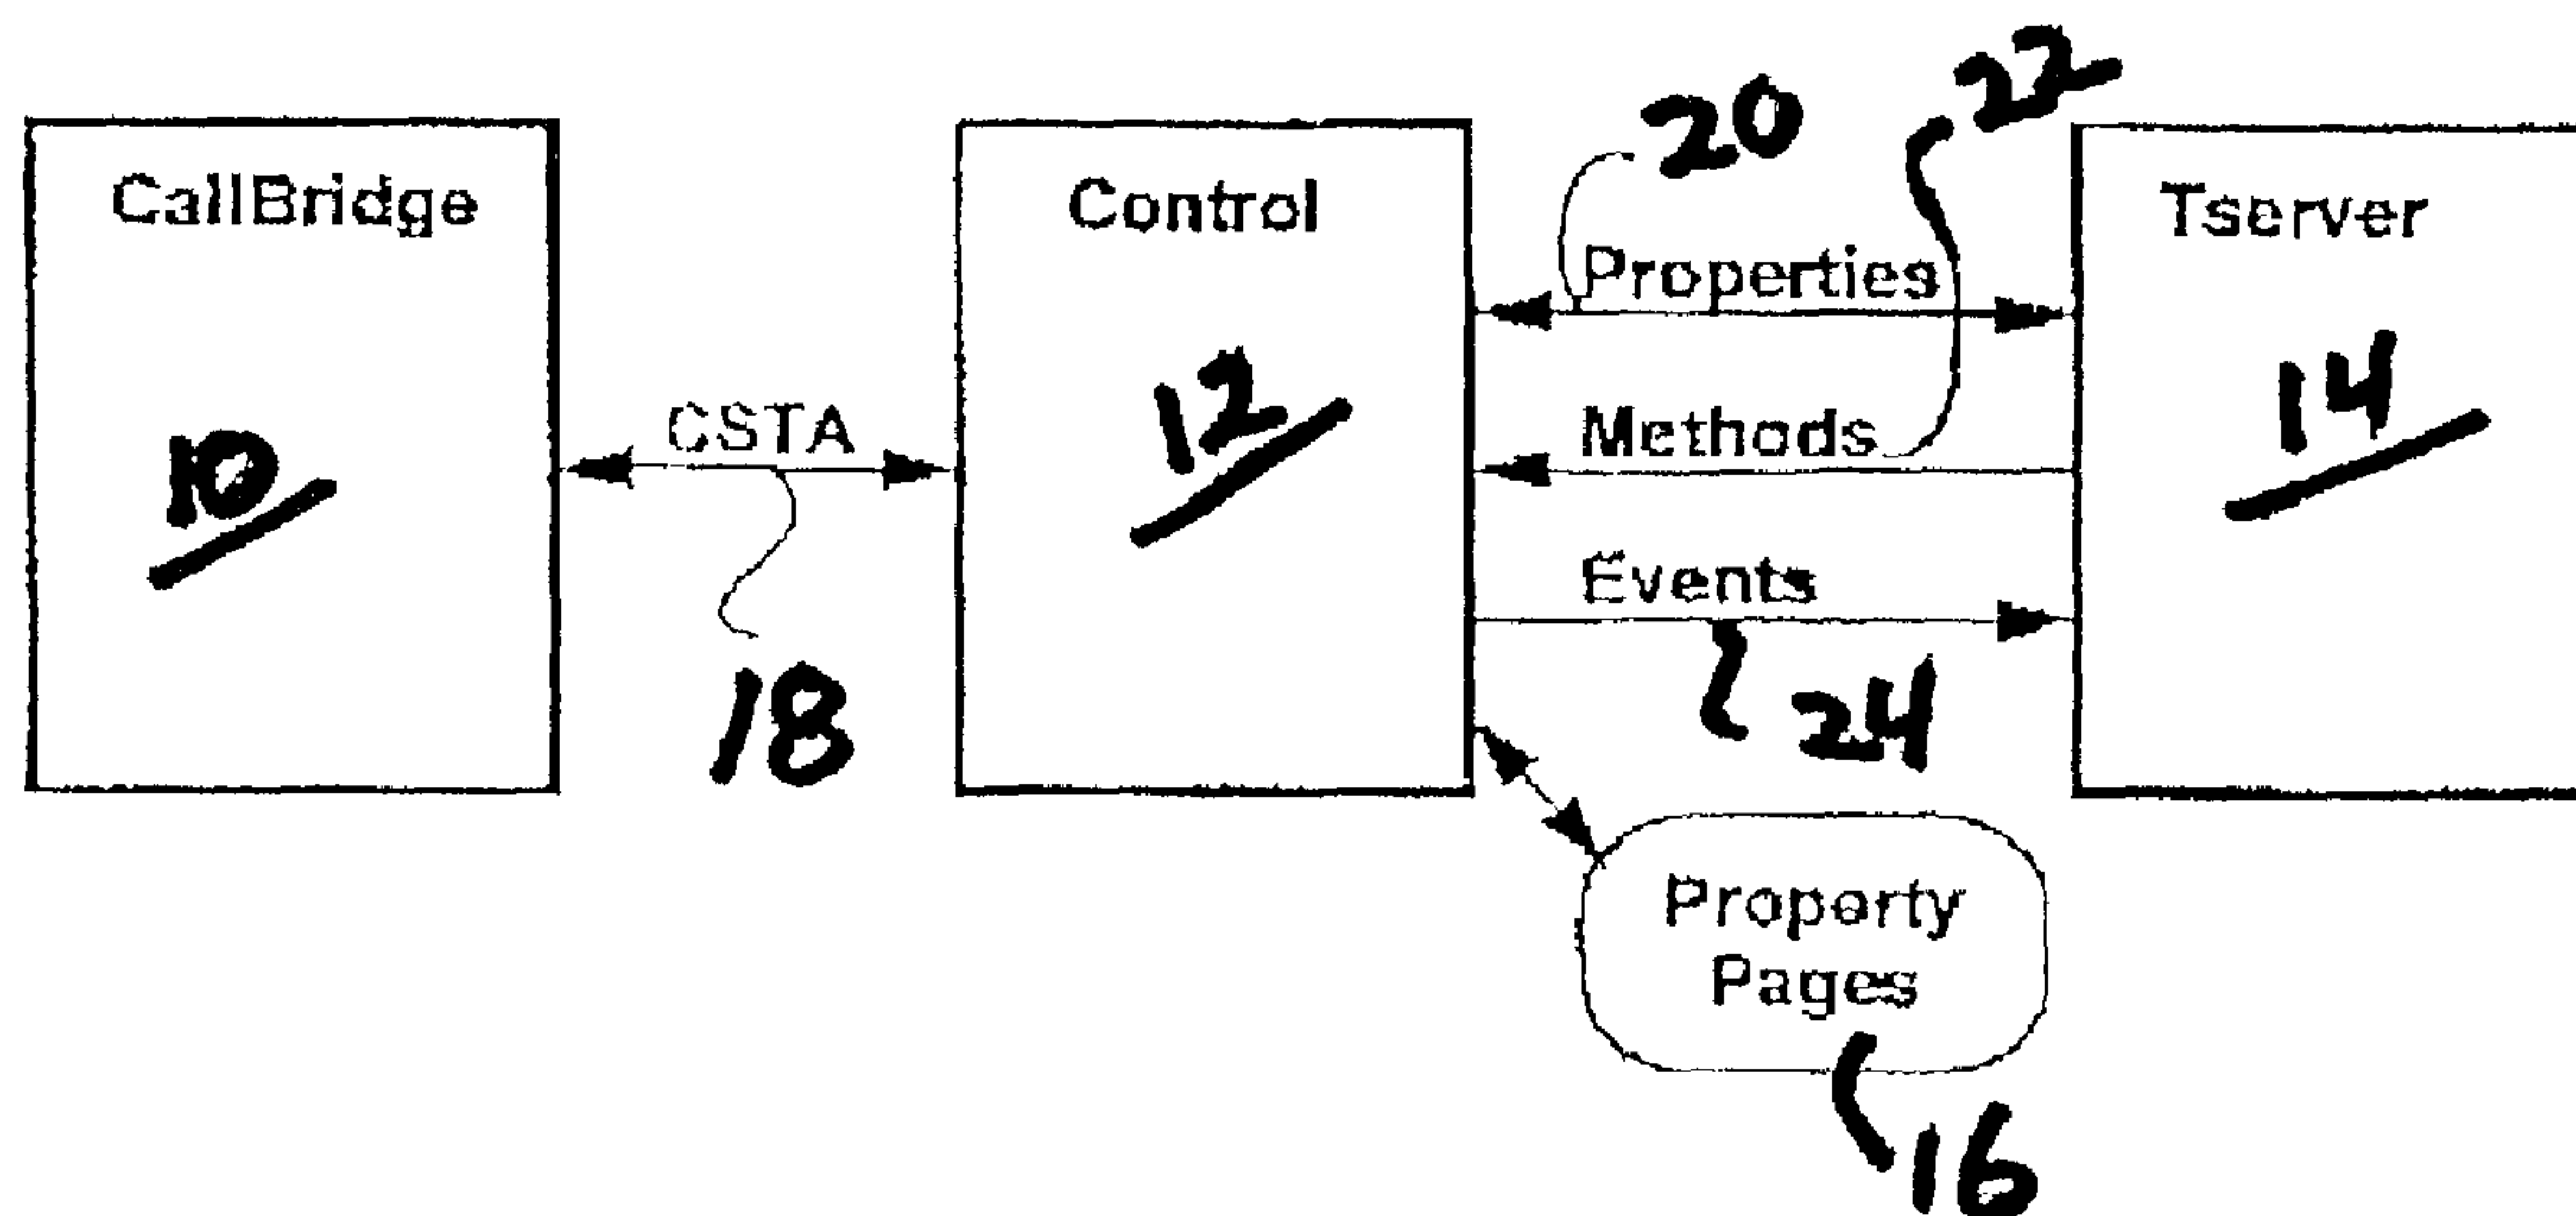 22
20
CallBridge
Control
Tserver
Properties
10
CSTA
12
Methods
14
Events
18
24
Property
Pages
16